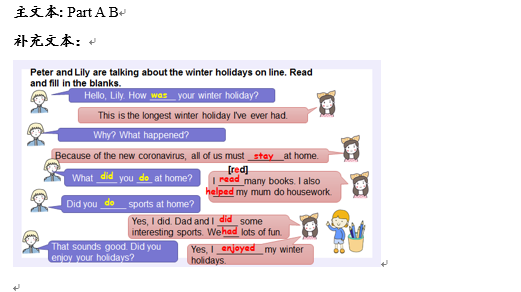 主文本: Part A B
补充文本：
Peter and Lily are talking about the winter holidays on line. Read
and fill in the blanks.
Hello, Lily. How was your winter holiday?
This is the longest winter holiday I've ever had.
Why? What happened?
Because of the new coronavirus, all of us must stay at home.
What did you do at home?
[red]
I read many books. I also
helped my mum do housework.
Did you do sports at home?
Yes, I did. Dad and I did some
interesting sports. We had lots of fun.
That sounds good. Did you
enjoy your holidays?
Yes, I enjoyed my winter
holidays.